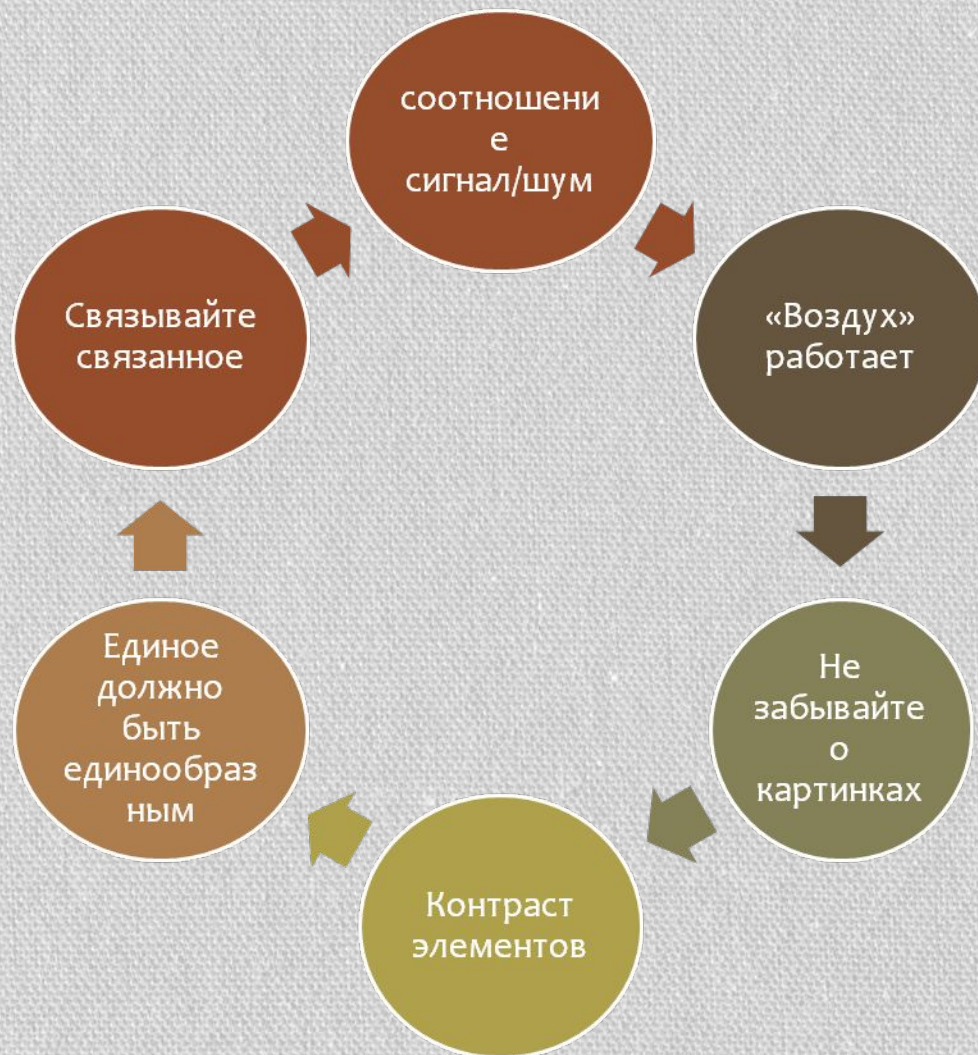 соотношени
е
сигнал/шум
«Воздух»
работает
Не
забывайте
о
картинках
Контраст
элементов
Единое
должно
быть
единообраз
ным
Связывайте
связанное